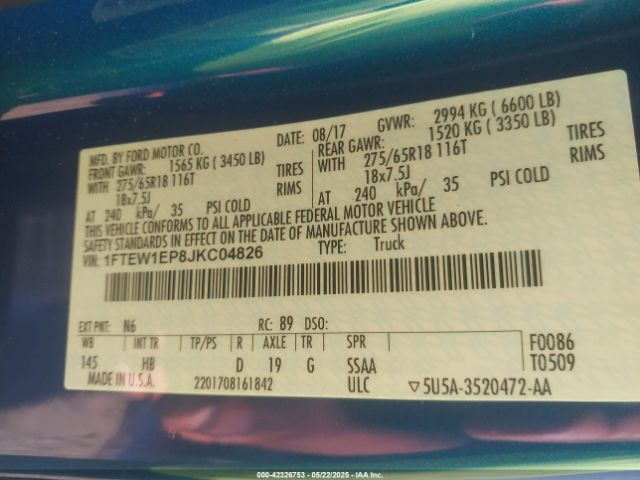 MFD. BY FORD MOTOR CO. DATE: 08/17 GVWR: 2994 KG ( 6600 LB)
FRONT GAWR: 1565 KG ( 3450 LB) REAR GAWR: 1520 KG ( 3350 LB)
WITH 275/65R18 116T TIRES WITH 275/65R18 116T TIRES
18x7.5J RIMS 18x7.5J RIMS
AT 240 kPa/ 35 PSI COLD AT 240 kPa/ 35 PSI COLD
THIS VEHICLE CONFORMS TO ALL APPLICABLE FEDERAL MOTOR VEHICLE
SAFETY STANDARDS IN EFFECT ON THE DATE OF MANUFACTURE SHOWN ABOVE.
VIN: 1FTEW1EP8JKC04826 TYPE: Truck
EXT PNT: N6 RC: 89 DSO:
WB INT TR TP/PS R AXLE TR SPR F0086
145 HB D 19 G SSAA T0509
MADE IN U.S.A. 2201708161842 ULC ▽5U5A-3520472-AA
000-42326753 - 05/22/2025 - IAA Inc.